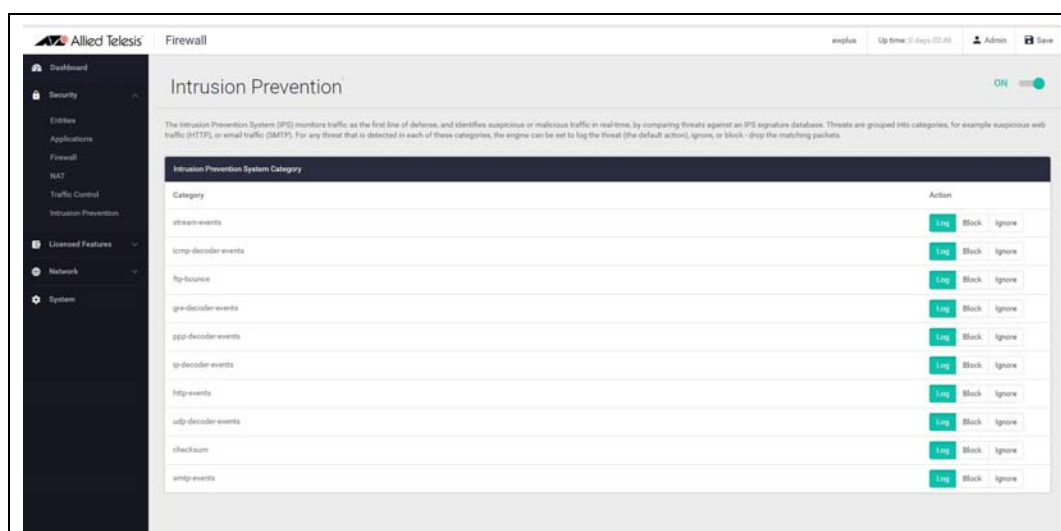 Allied Telesis
Firewall
awplus
Up time: 0 days 02:49
Admin
Save
Dashboard
Security
Entities
Applications
Firewall
NAT
Traffic Control
Intrusion Prevention
Licensed Features
Network
System
Intrusion Prevention
ON
The Intrusion Prevention System (IPS) monitors traffic as the first line of defense, and identifies suspicious or malicious traffic in real-time, by comparing threats against an IPS signature database. Threats are grouped into categories, for example suspicious web
traffic (HTTP), or email traffic (SMTP). For any threat that is detected in each of these categories, the engine can be set to log the threat (the default action), ignore, or block - drop the matching packets.
Intrusion Prevention System Category
Category Action
stream-events Log Block Ignore
icmp-decoder-events Log Block Ignore
ftp-bounce Log Block Ignore
gre-decoder-events Log Block Ignore
ppp-decoder-events Log Block Ignore
ip-decoder-events Log Block Ignore
http-events Log Block Ignore
udp-decoder-events Log Block Ignore
checksum Log Block Ignore
smtp-events Log Block Ignore